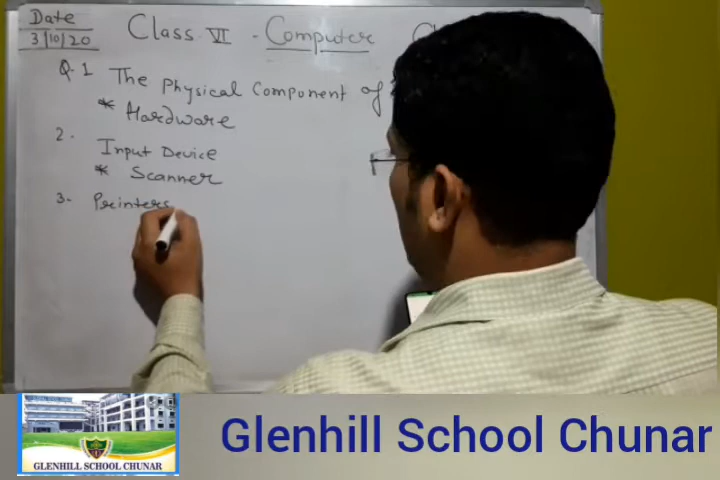 Date
3/10/20
Class VI - Computer
Q.1 The Physical Component of
* Hardware
2. Input Device
* Scanner
3. Printers
GLENHILL SCHOOL CHUNAR
Glenhill School Chunar